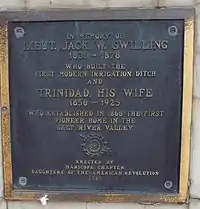 IN MEMORY OF
LIEUT. JACK W. SWILLING
1831 - 1878
WHO BUILT THE
FIRST MODERN IRRIGATION DITCH
AND
TRINIDAD, HIS WIFE
1850 - 1925
WHO ESTABLISHED IN 1868 THE FIRST
PIONEER HOME IN THE
SALT RIVER VALLEY
ERECTED BY
MARICOPA CHAPTER
DAUGHTERS OF THE AMERICAN REVOLUTION